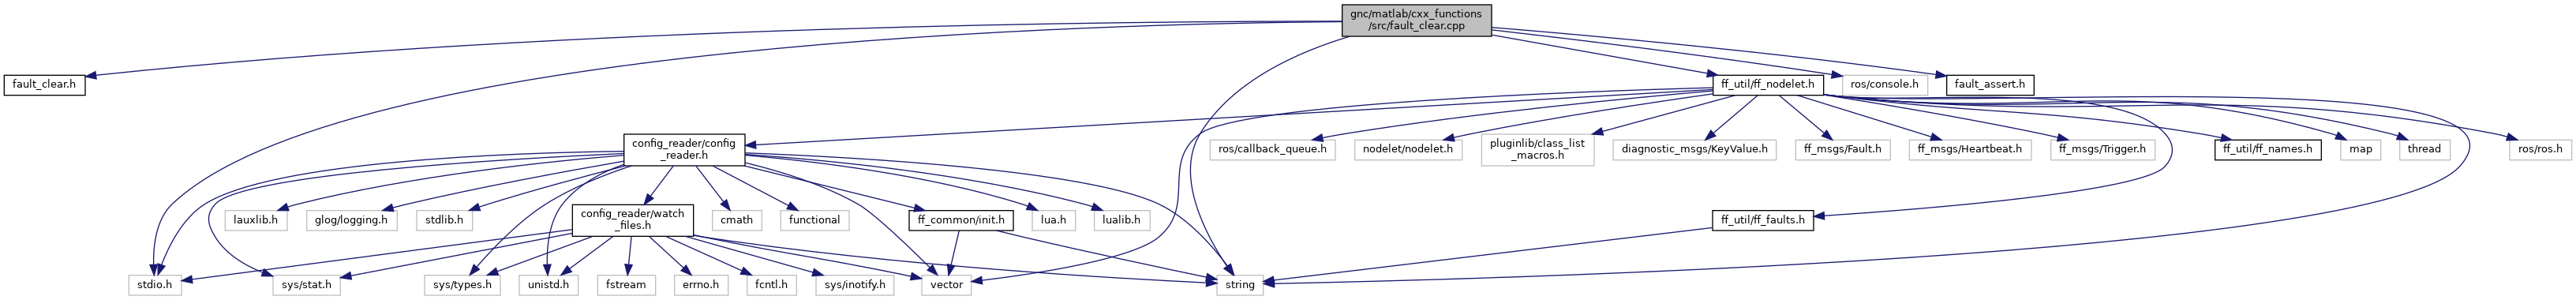 gnc/matlab/cxx_functions
/src/fault_clear.cpp
fault_clear.h
ff_util/ff_nodelet.h
ros/console.h
fault_assert.h
config_reader/config
_reader.h
ros/callback_queue.h
nodelet/nodelet.h
pluginlib/class_list
_macros.h
diagnostic_msgs/KeyValue.h
ff_msgs/Fault.h
ff_msgs/Heartbeat.h
ff_msgs/Trigger.h
ff_util/ff_names.h
map
thread
ros/ros.h
lauxlib.h
glog/logging.h
stdlib.h
config_reader/watch
_files.h
cmath
functional
ff_common/init.h
lua.h
lualib.h
ff_util/ff_faults.h
stdio.h
sys/stat.h
sys/types.h
unistd.h
fstream
errno.h
fcntl.h
sys/inotify.h
vector
string